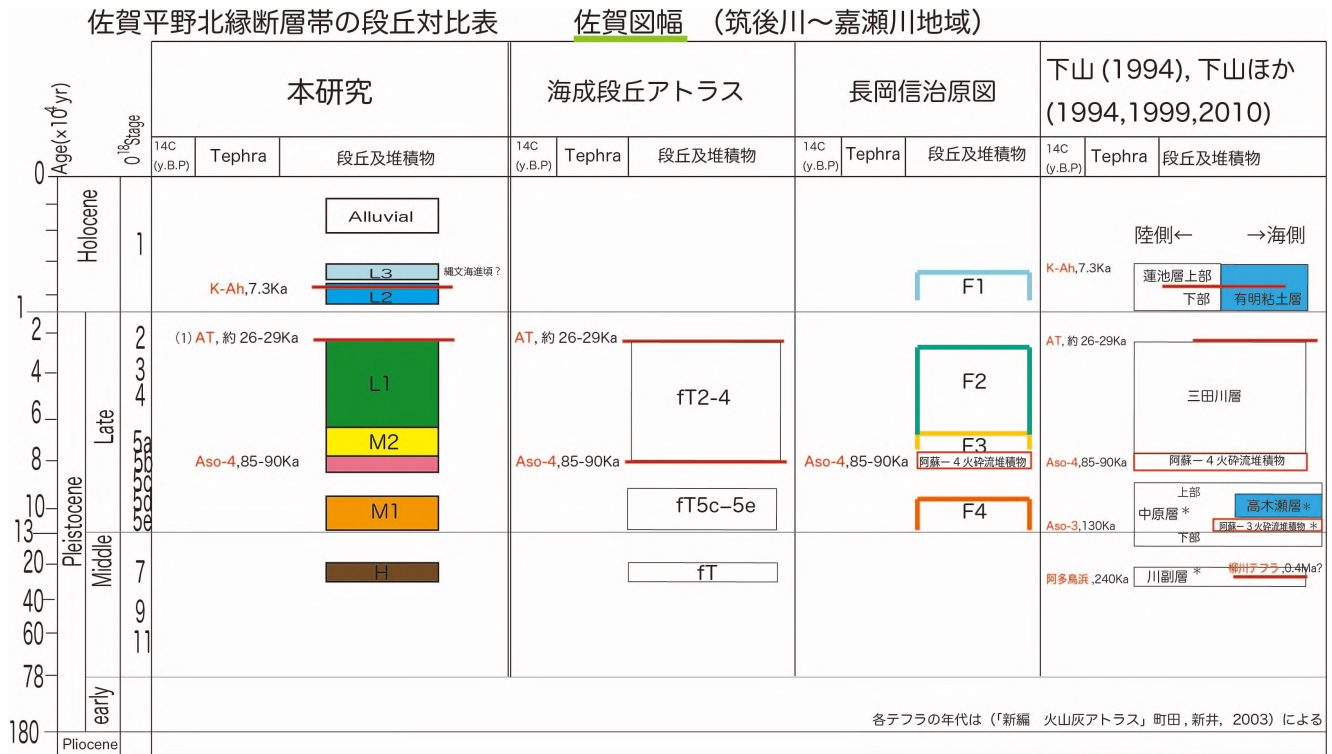 佐賀平野北縁断層帯の段丘対比表 佐賀図幅 （筑後川～嘉瀬川地域）
Age(x10⁴yr)
O¹⁸Stage
本研究
海成段丘アトラス
長岡信治原図
下山 (1994), 下山ほか
(1994,1999,2010)
14C (y.B.P) Tephra 段丘及堆積物
14C (y.B.P) Tephra 段丘及堆積物
14C (y.B.P) Tephra 段丘及堆積物
14C (y.B.P) Tephra 段丘及堆積物
0
1
2
4
6
8
10
13
20
40
60
78
180
Holocene
Pleistocene
Late
Middle
early
Pliocene
1
2
3
4
5a
5b
5c
5d
5e
7
9
11
Alluvial
L3 縄文海進頃？
K-Ah,7.3Ka
L2
(1) AT, 約 26-29Ka
L1
M2
Aso-4,85-90Ka
M1
H
AT, 約 26-29Ka
fT2-4
Aso-4,85-90Ka
fT5c-5e
fT
F1
F2
F3
Aso-4,85-90Ka 阿蘇ー４火砕流堆積物
F4
陸側← →海側
K-Ah,7.3Ka
蓮池層上部
下部 有明粘土層
AT, 約 26-29Ka
三田川層
Aso-4,85-90Ka 阿蘇ー４火砕流堆積物
上部
中原層＊ 高木瀬層＊
Aso-3,130Ka 阿蘇ー３火砕流堆積物 ＊
下部
阿多鳥浜 ,240Ka 川副層＊ 柳川テフラ ,0.4Ma?
各テフラの年代は（「新編 火山灰アトラス」町田 , 新井, 2003）による